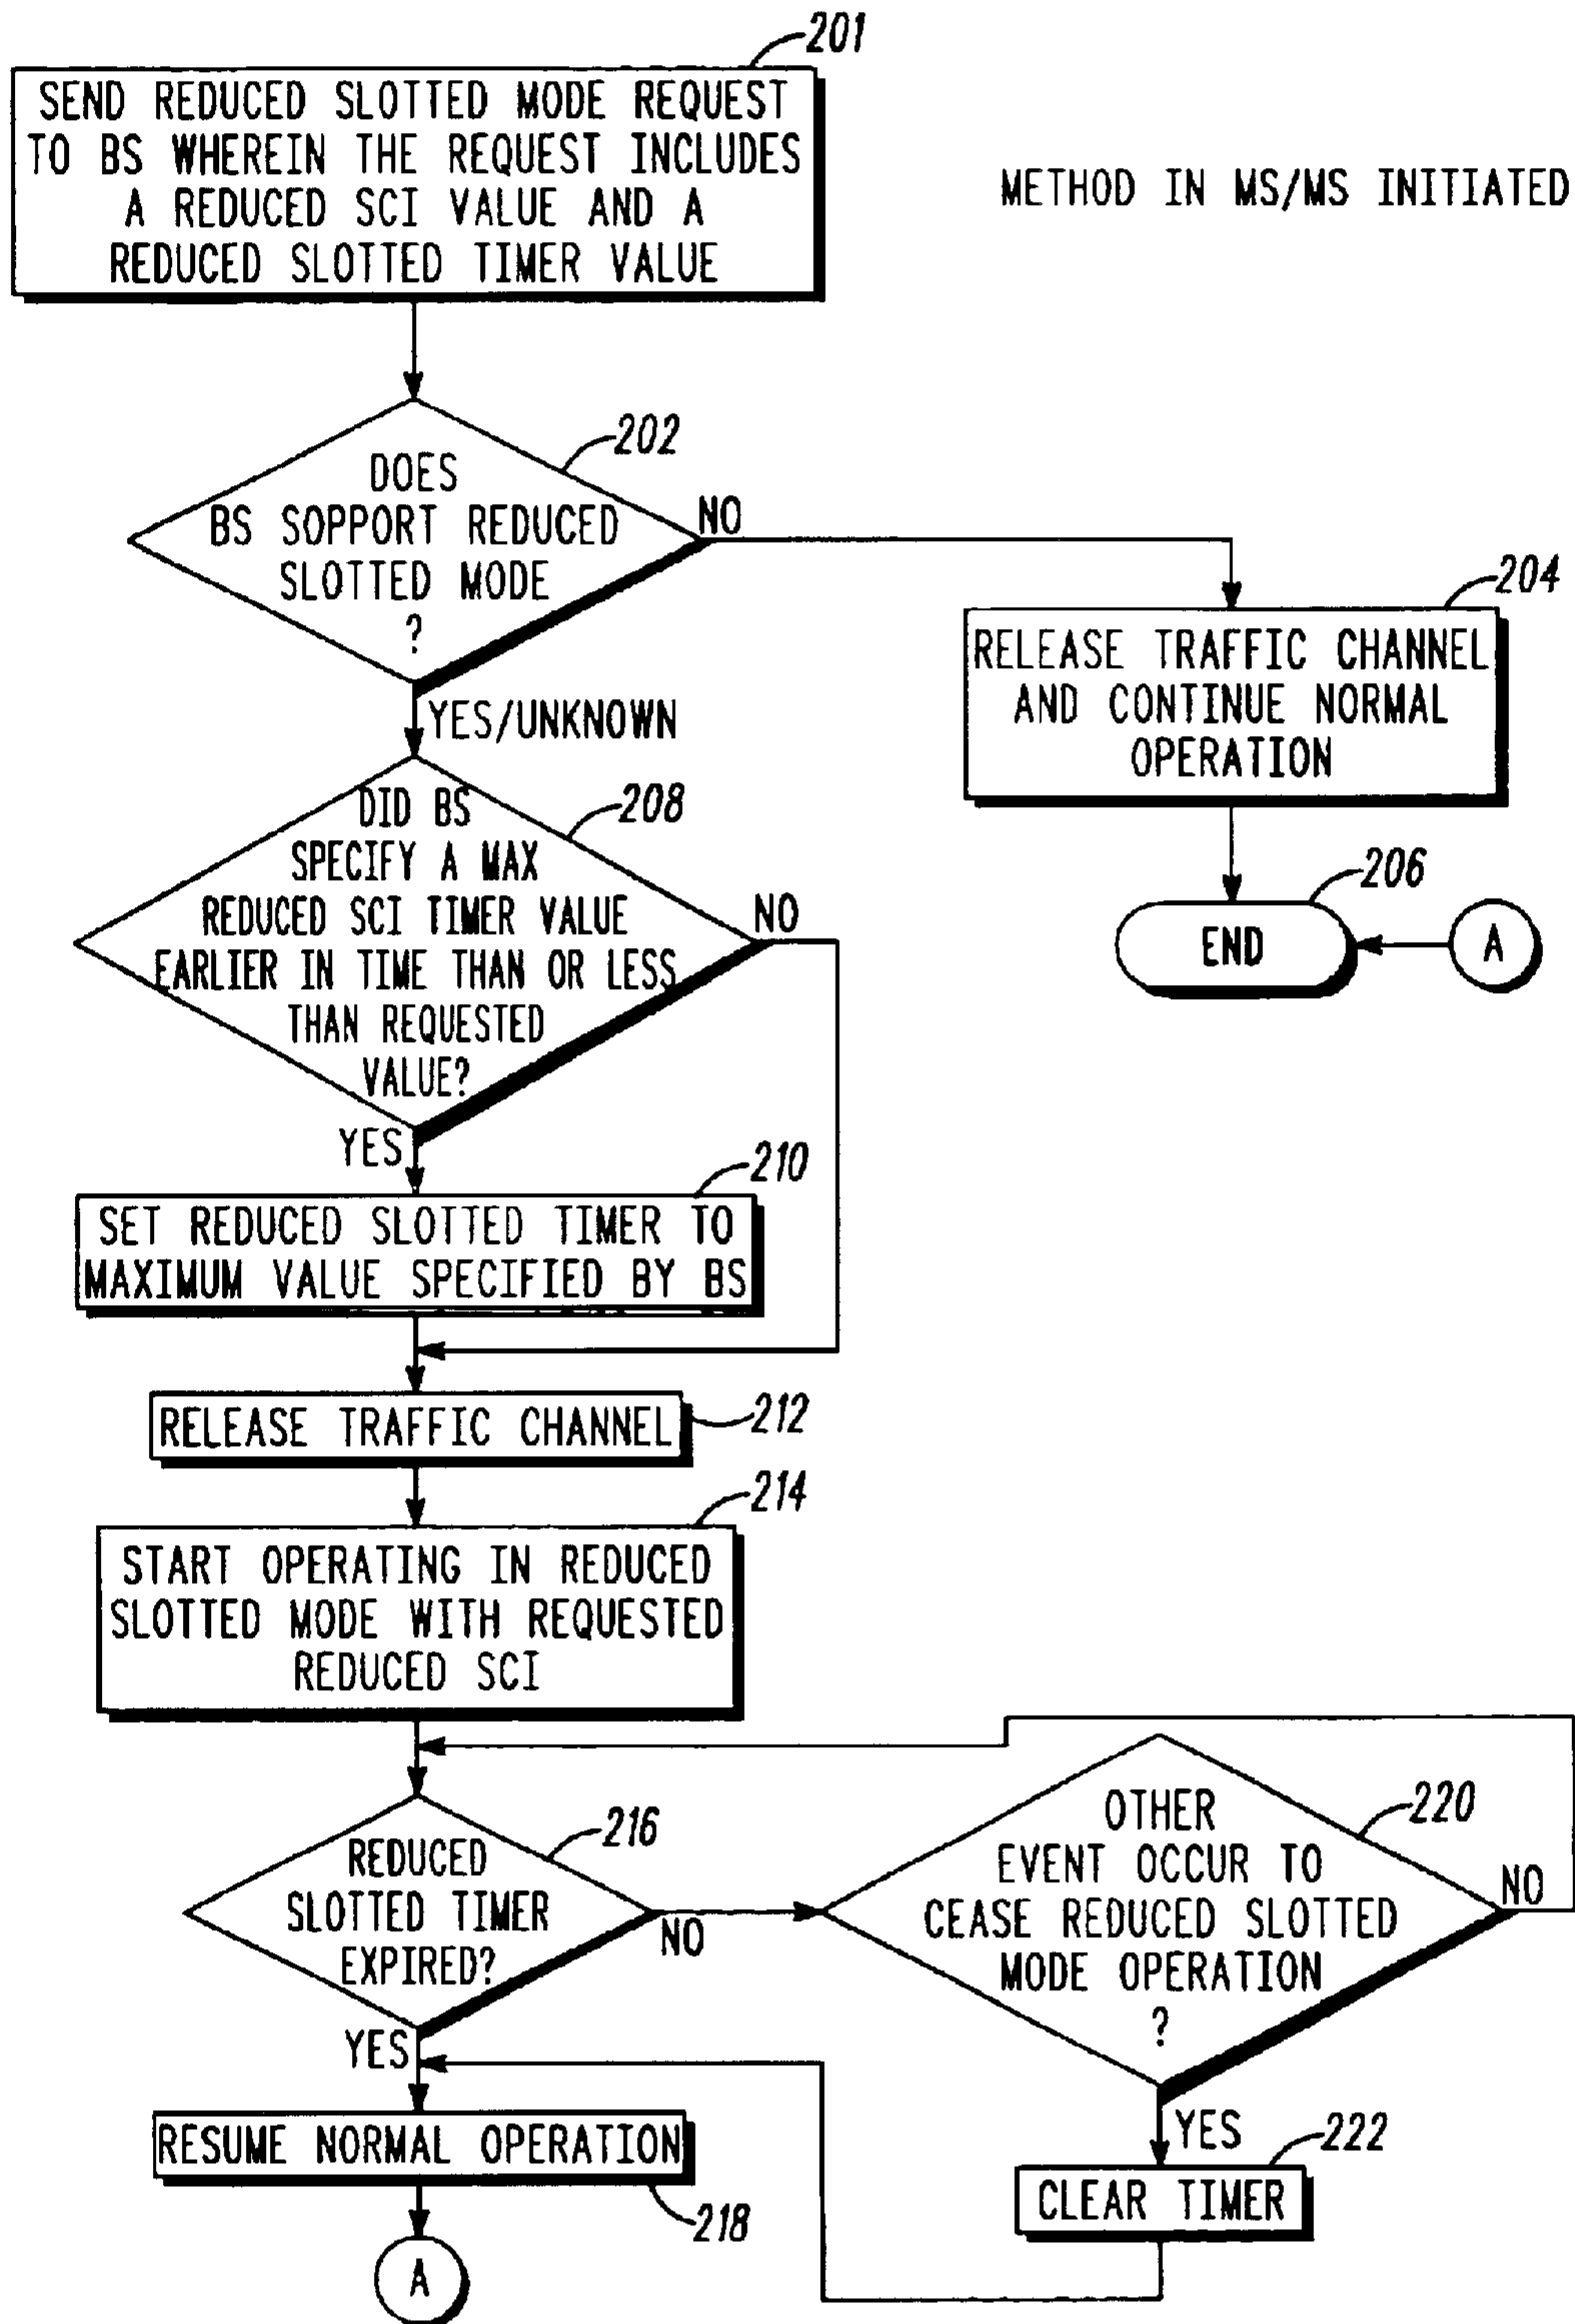 201
SEND REDUCED SLOTTED MODE REQUEST
TO BS WHEREIN THE REQUEST INCLUDES
A REDUCED SCI VALUE AND A
REDUCED SLOTTED TIMER VALUE
METHOD IN MS/MS INITIATED
202
DOES
BS SOPPORT REDUCED
SLOTTED MODE
?
NO
YES/UNKNOWN
204
RELEASE TRAFFIC CHANNEL
AND CONTINUE NORMAL
OPERATION
206
END
A
208
DID BS
SPECIFY A MAX
REDUCED SCI TIMER VALUE
EARLIER IN TIME THAN OR LESS
THAN REQUESTED
VALUE?
NO
YES
210
SET REDUCED SLOTTED TIMER TO
MAXIMUM VALUE SPECIFIED BY BS
RELEASE TRAFFIC CHANNEL
212
214
START OPERATING IN REDUCED
SLOTTED MODE WITH REQUESTED
REDUCED SCI
216
REDUCED
SLOTTED TIMER
EXPIRED?
NO
YES
220
OTHER
EVENT OCCUR TO
CEASE REDUCED SLOTTED
MODE OPERATION
?
NO
YES
222
CLEAR TIMER
RESUME NORMAL OPERATION
218
A